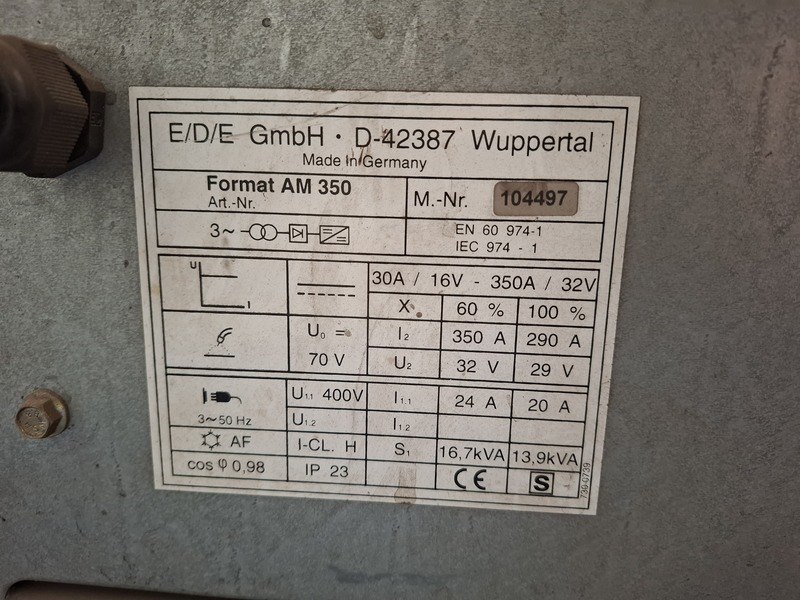 E/D/E GmbH · D-42387 Wuppertal
Made in Germany
Format AM 350
Art.-Nr.
M.-Nr. 104497
3~
EN 60 974-1
IEC 974 - 1
U
I
30A / 16V - 350A / 32V
X 60 % 100 %
U₀ =
70 V
I₂ 350 A 290 A
U₂ 32 V 29 V
3~50 Hz
U₁.₁ 400V I₁.₁ 24 A 20 A
U₁.₂ I₁.₂
AF I-CL. H S₁ 16,7kVA 13,9kVA
cos φ 0,98 IP 23 CE S
730-0739